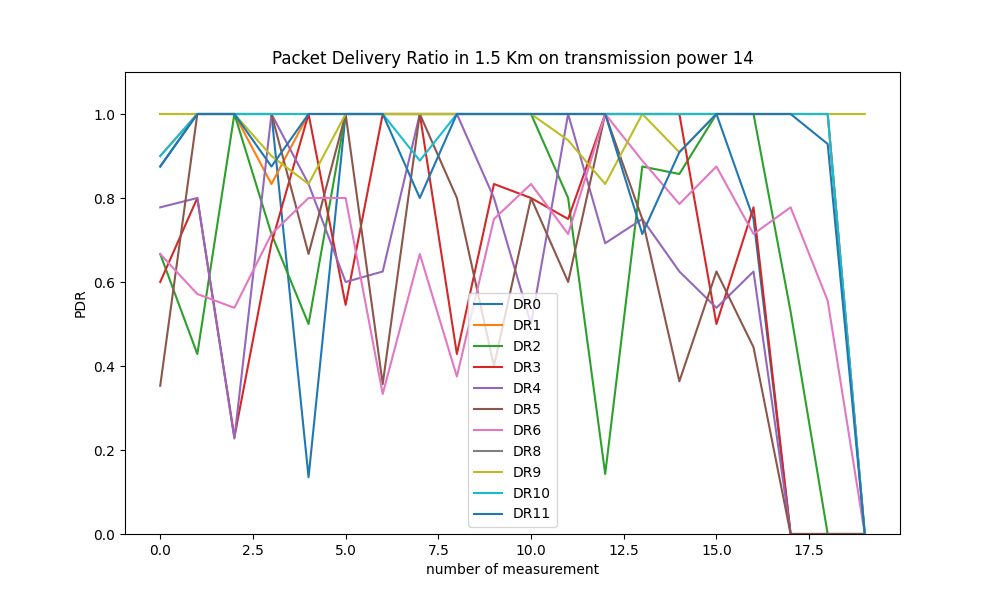 Packet Delivery Ratio in 1.5 Km on transmission power 14
PDR
1.0
0.8
0.6
0.4
0.2
0.0
DR0
DR1
DR2
DR3
DR4
DR5
DR6
DR8
DR9
DR10
DR11
0.0 2.5 5.0 7.5 10.0 12.5 15.0 17.5
number of measurement